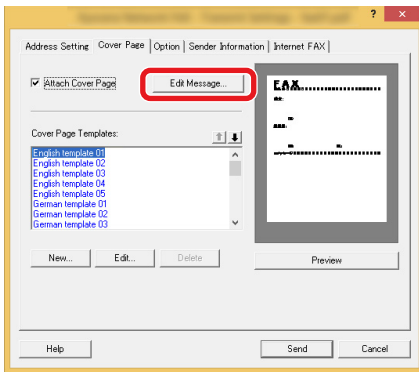 ?
Address Setting Cover Page Option Sender Information Internet FAX
Attach Cover Page Edit Message...
FAX
Cover Page Templates:
English template 01
English template 02
English template 03
English template 04
English template 05
German template 01
German template 02
German template 03
New... Edit... Delete Preview
Help Send Cancel